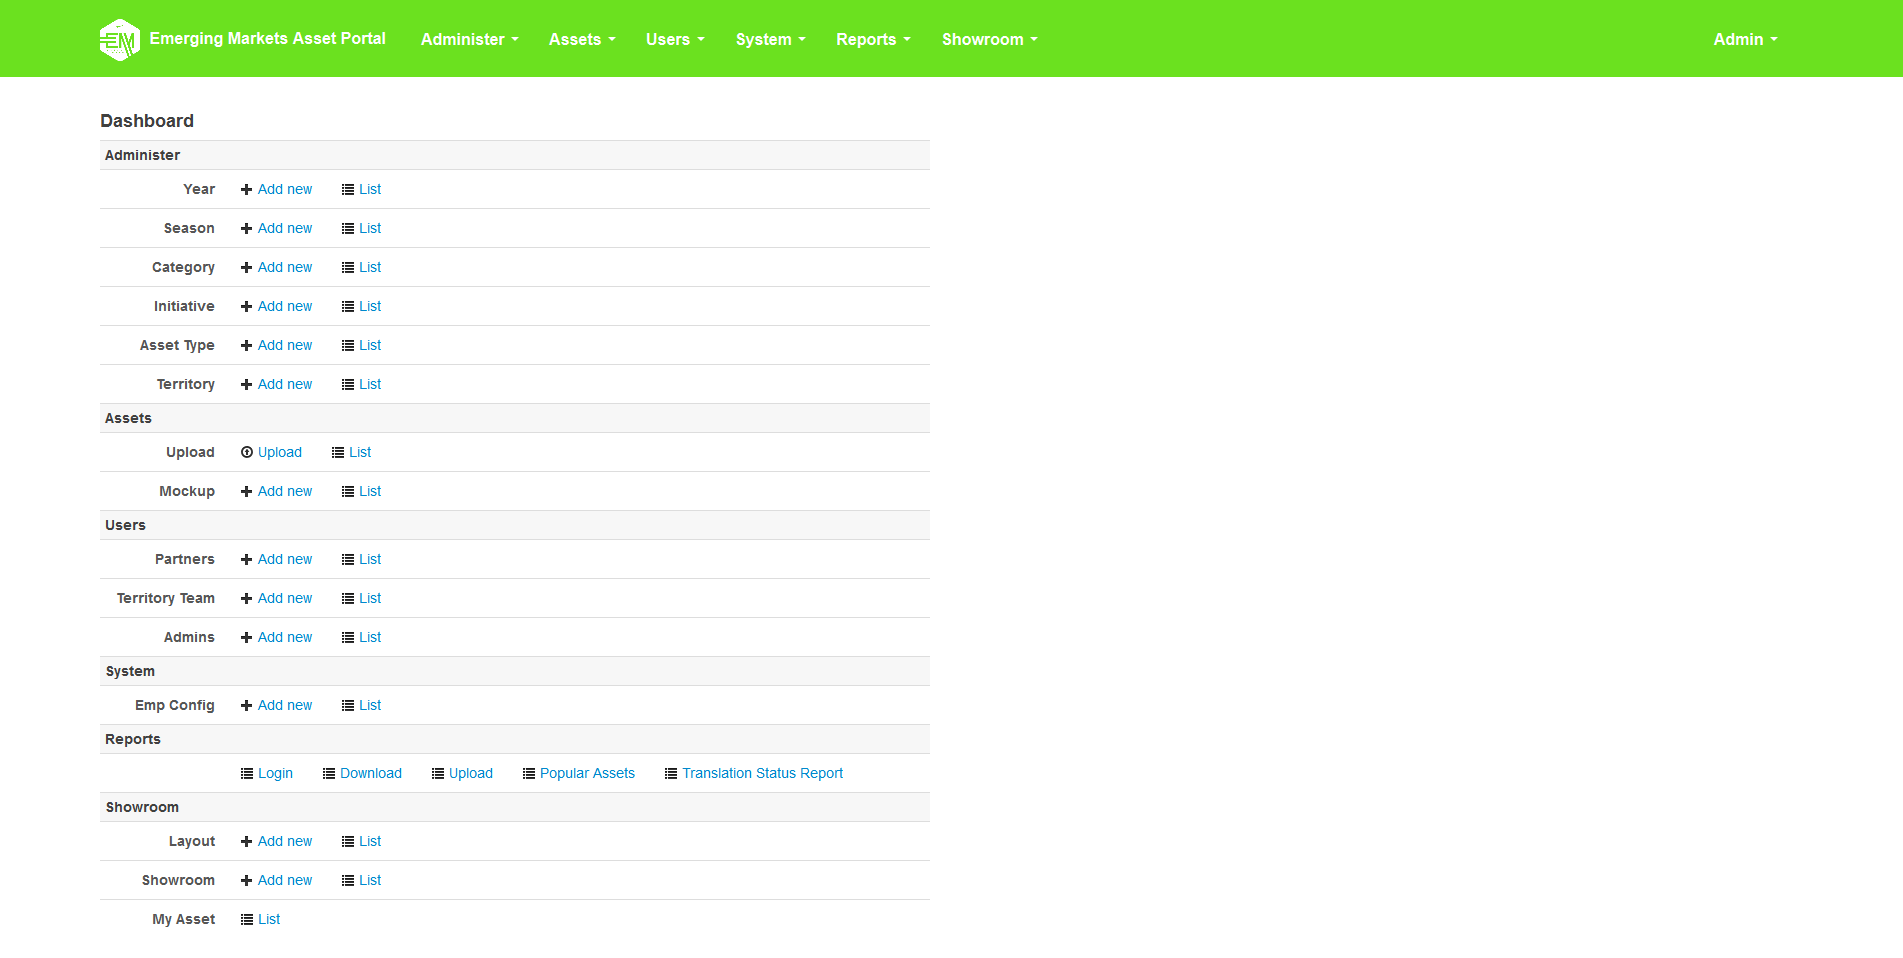 EM Emerging Markets Asset Portal Administer Assets Users System Reports Showroom Admin
Dashboard
Administer
Year Add new List
Season Add new List
Category Add new List
Initiative Add new List
Asset Type Add new List
Territory Add new List
Assets
Upload Upload List
Mockup Add new List
Users
Partners Add new List
Territory Team Add new List
Admins Add new List
System
Emp Config Add new List
Reports
Login Download Upload Popular Assets Translation Status Report
Showroom
Layout Add new List
Showroom Add new List
My Asset List